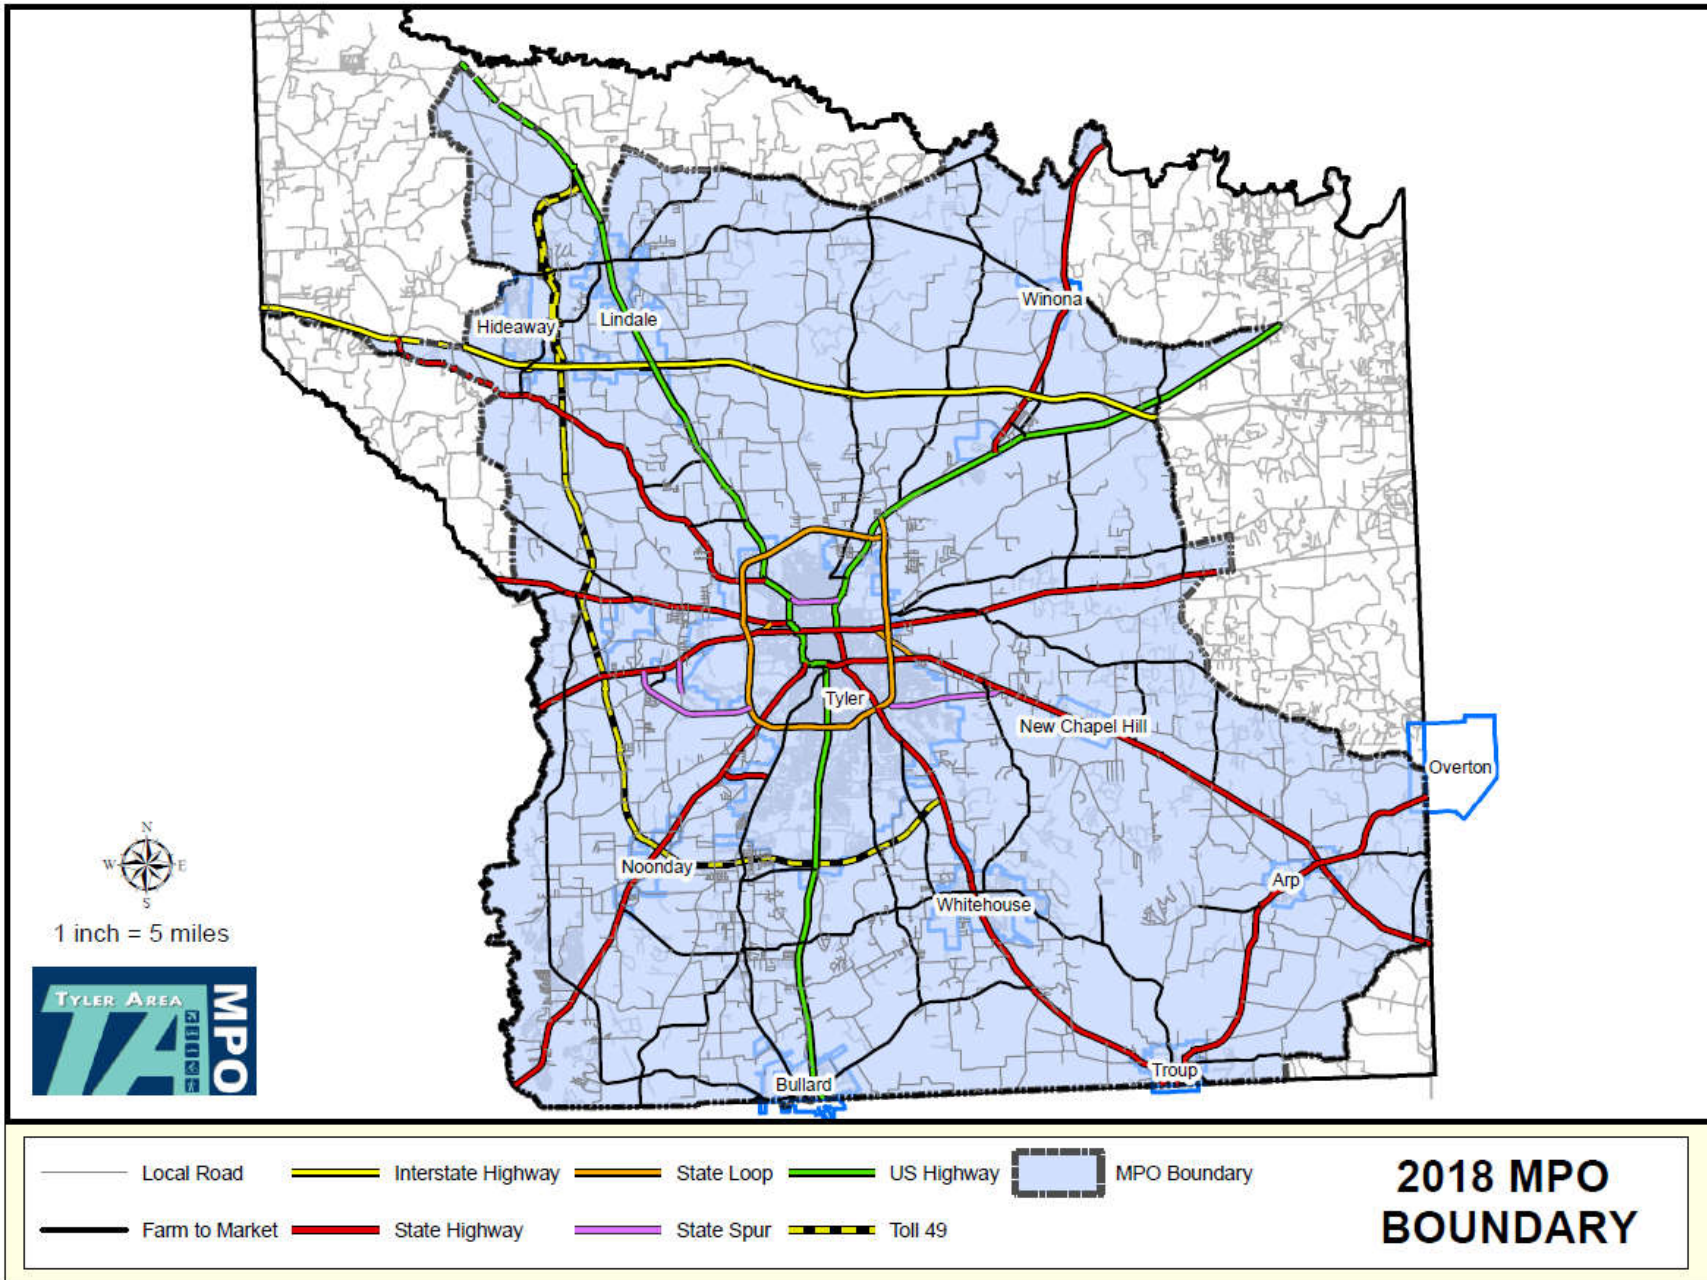 Hideaway
Lindale
Winona
Tyler
New Chapel Hill
Overton
Noonday
Arp
Whitehouse
Troup
Bullard
N
W E
S
1 inch = 5 miles
TYLER AREA
TA
MPO
Local Road
Interstate Highway
State Loop
US Highway
MPO Boundary
Farm to Market
State Highway
State Spur
Toll 49
2018 MPO
BOUNDARY